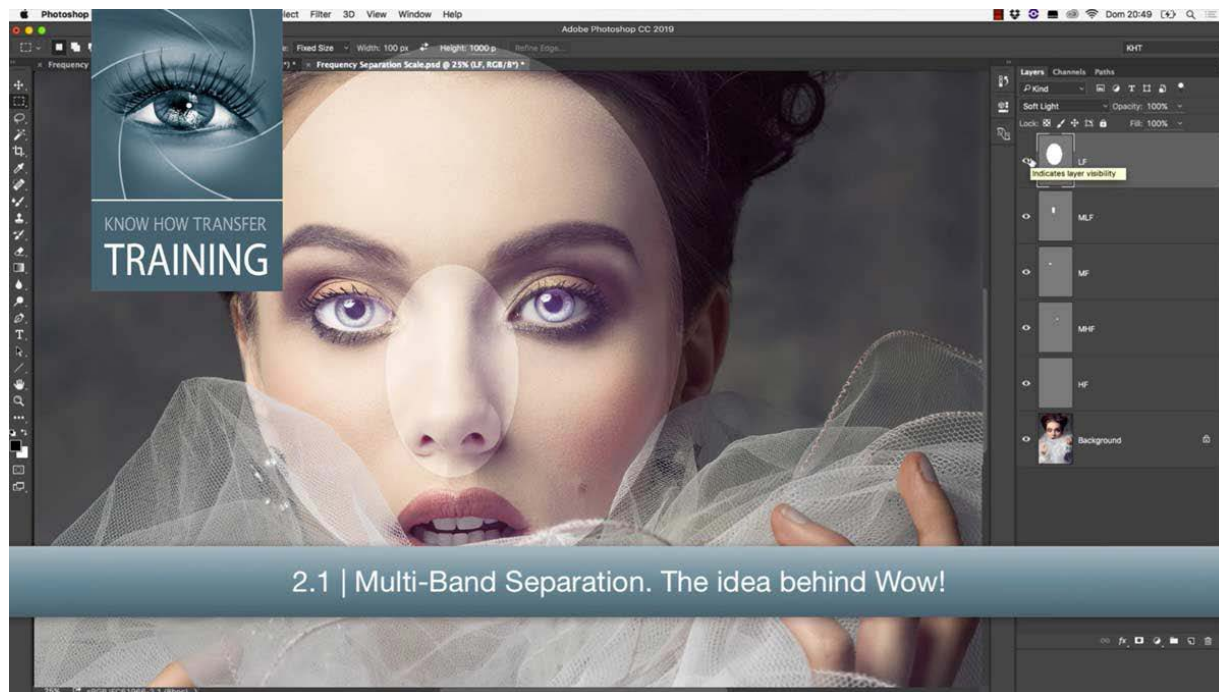 Photoshop
lect Filter 3D View Window Help
Dom 20:49
Adobe Photoshop CC 2019
Fixed Size Width: 100 px Height: 1000 p Refine Edge...
KHT
Frequency
Frequency Separation Scale.psd @ 25% (LF, RGB/8*) *
Layers Channels Paths
Kind
Soft Light Opacity: 100%
Lock: Fill: 100%
LF
Indicates layer visibility
MLF
MF
MHF
HF
Background
KNOW HOW TRANSFER
TRAINING
2.1 | Multi-Band Separation. The idea behind Wow!
25%